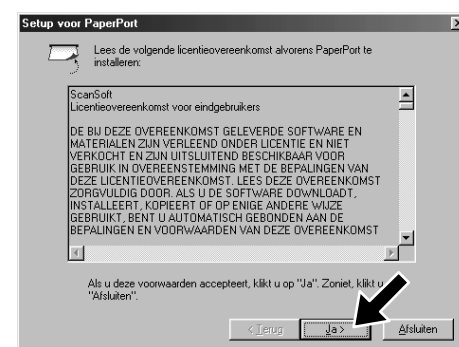 Setup voor PaperPort
Lees de volgende licentieovereenkomst alvorens PaperPort te
installeren:
ScanSoft
Licentieovereenkomst voor eindgebruikers
DE BIJ DEZE OVEREENKOMST GELEVERDE SOFTWARE EN
MATERIALEN ZIJN VERLEEND ONDER LICENTIE EN NIET
VERKOCHT EN ZIJN UITSLUITEND BESCHIKBAAR VOOR
GEBRUIK IN OVEREENSTEMMING MET DE BEPALINGEN VAN
DEZE LICENTIEOVEREENKOMST. LEES DEZE OVEREENKOMST
ZORGVULDIG DOOR. ALS U DE SOFTWARE DOWNLOADT,
INSTALLEERT, KOPIEERT OF OP ENIGE ANDERE WIJZE
GEBRUIKT, BENT U AUTOMATISCH GEBONDEN AAN DE
BEPALINGEN EN VOORWAARDEN VAN DEZE OVEREENKOMST
Als u deze voorwaarden accepteert, klikt u op "Ja". Zoniet, klikt u
"Afsluiten".
< Terug Ja > Afsluiten